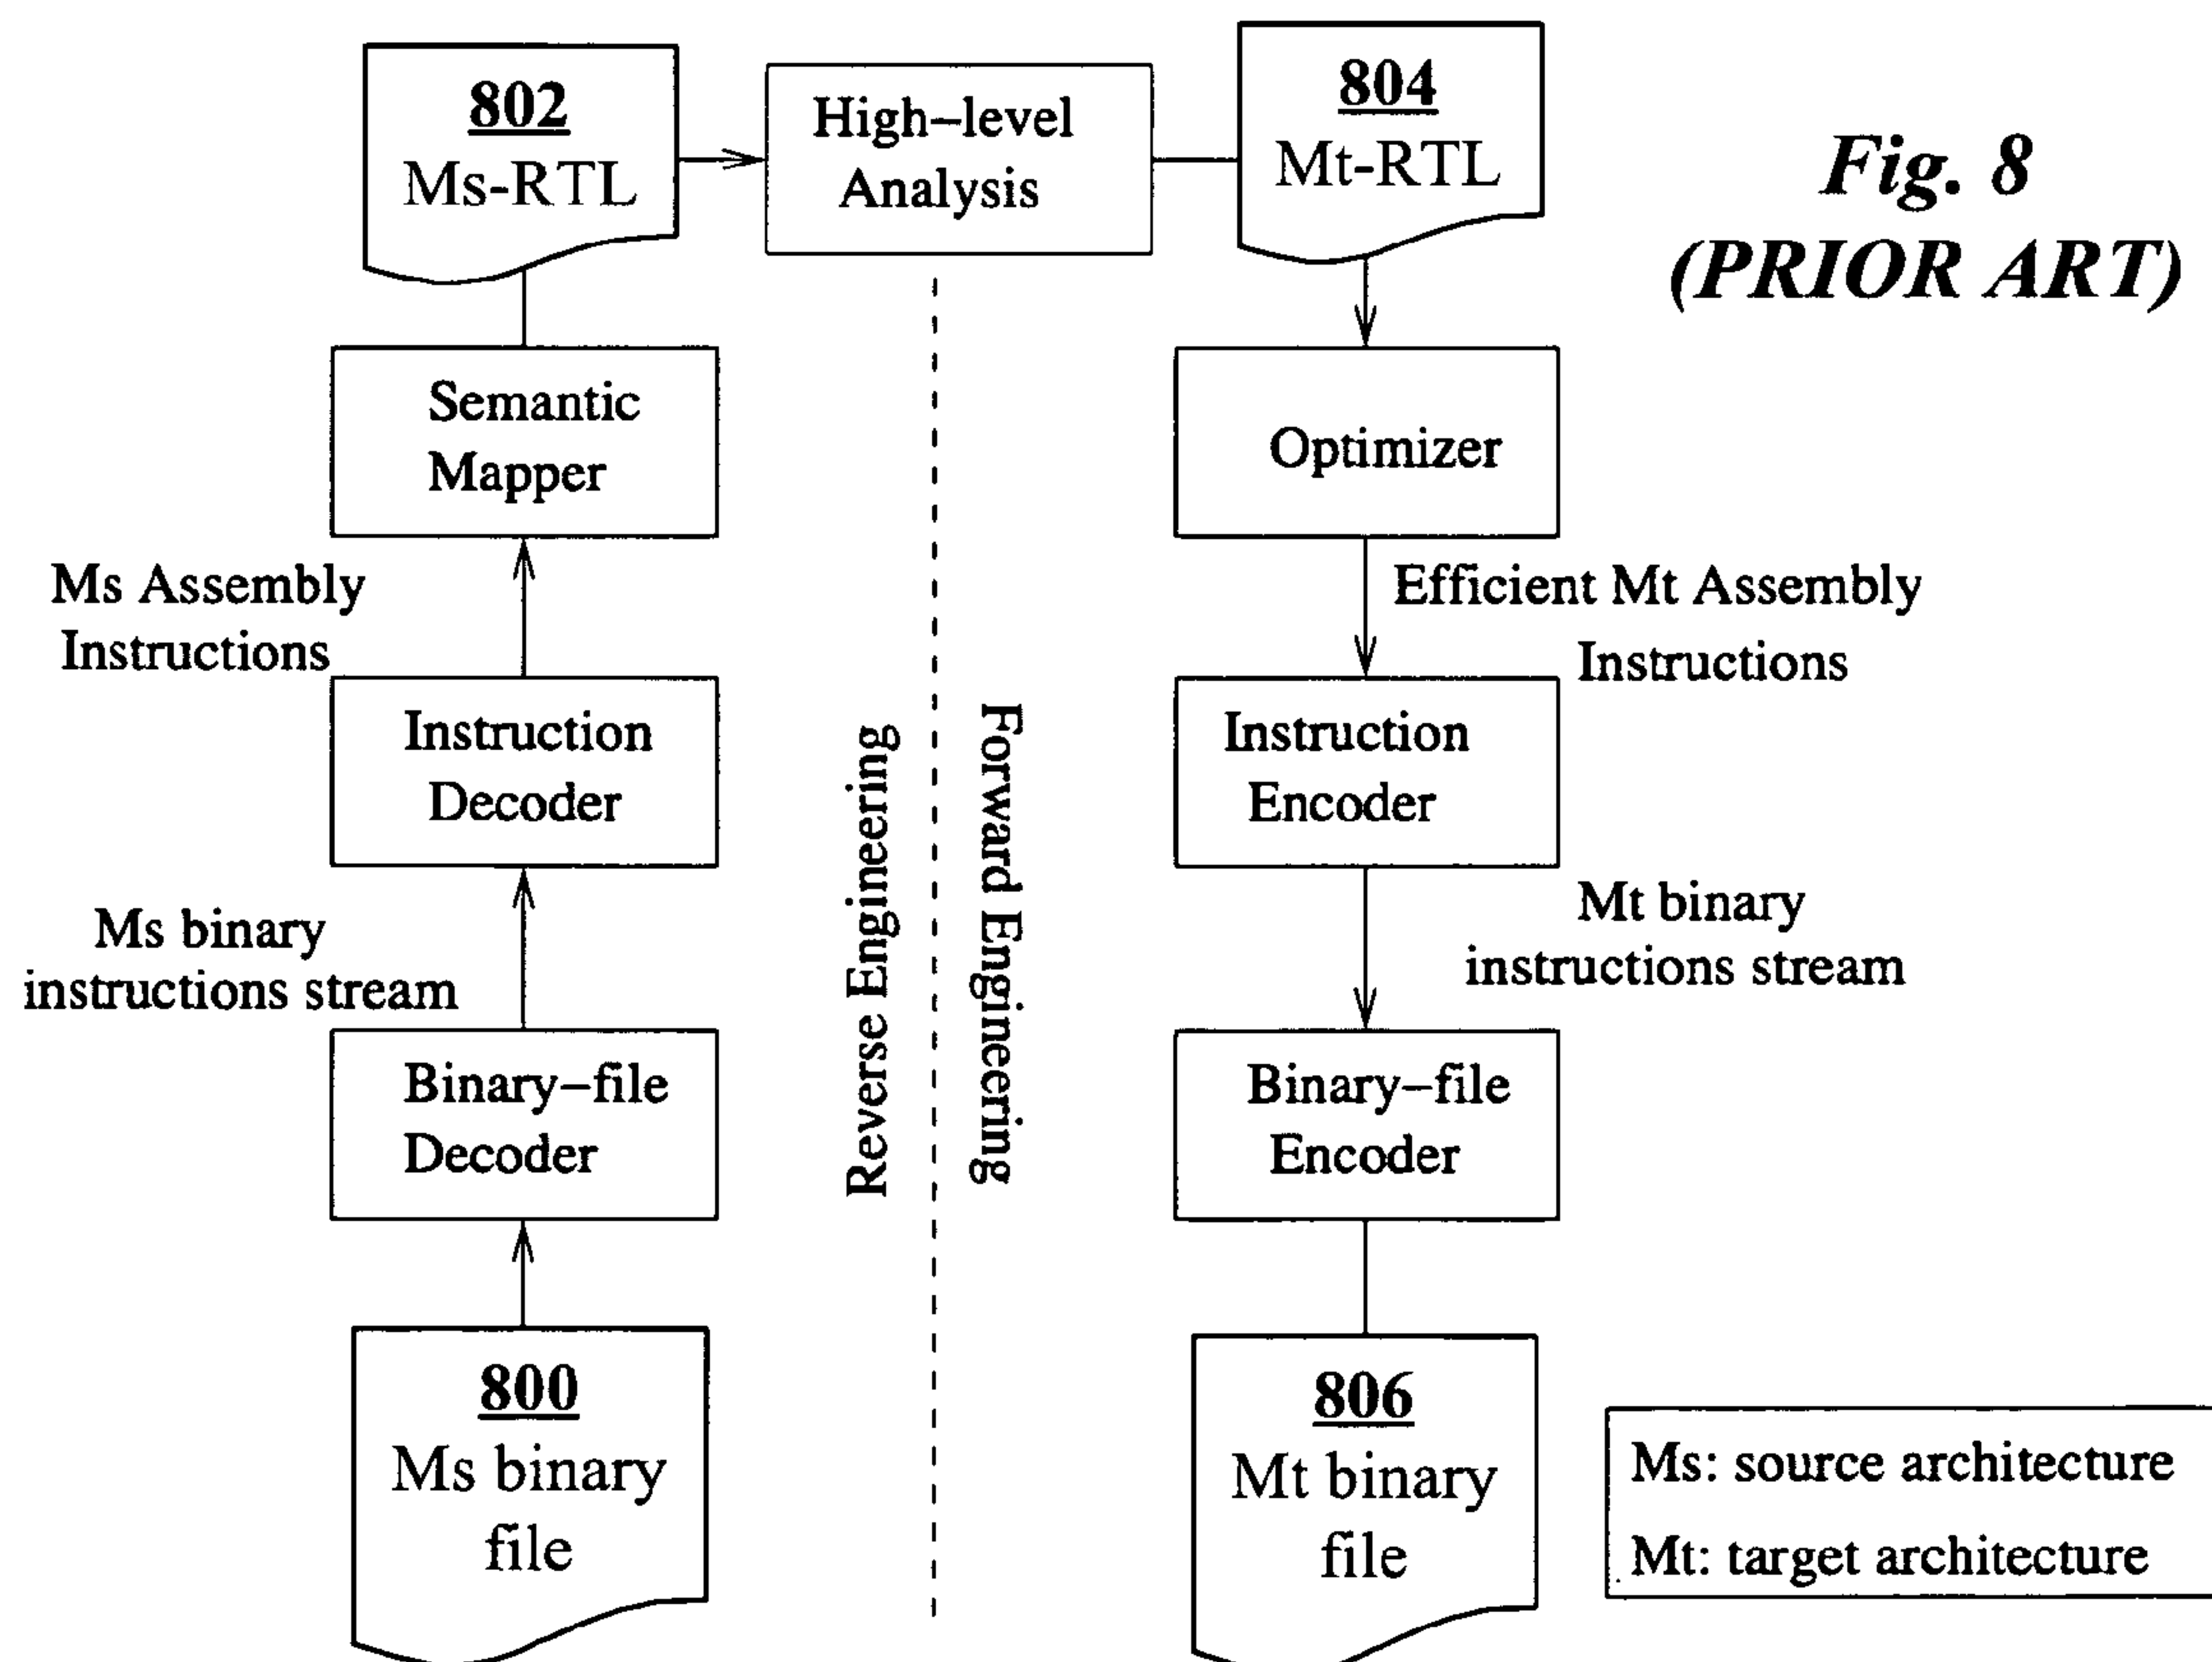 802
Ms-RTL
High–level
Analysis
804
Mt-RTL
Fig. 8
(PRIOR ART)
Semantic
Mapper
Optimizer
Ms Assembly
Instructions
Efficient Mt Assembly
Instructions
Instruction
Decoder
Reverse Engineering
Forward Engineering
Instruction
Encoder
Ms binary
instructions stream
Mt binary
instructions stream
Binary–file
Decoder
Binary–file
Encoder
800
Ms binary
file
806
Mt binary
file
Ms: source architecture
Mt: target architecture